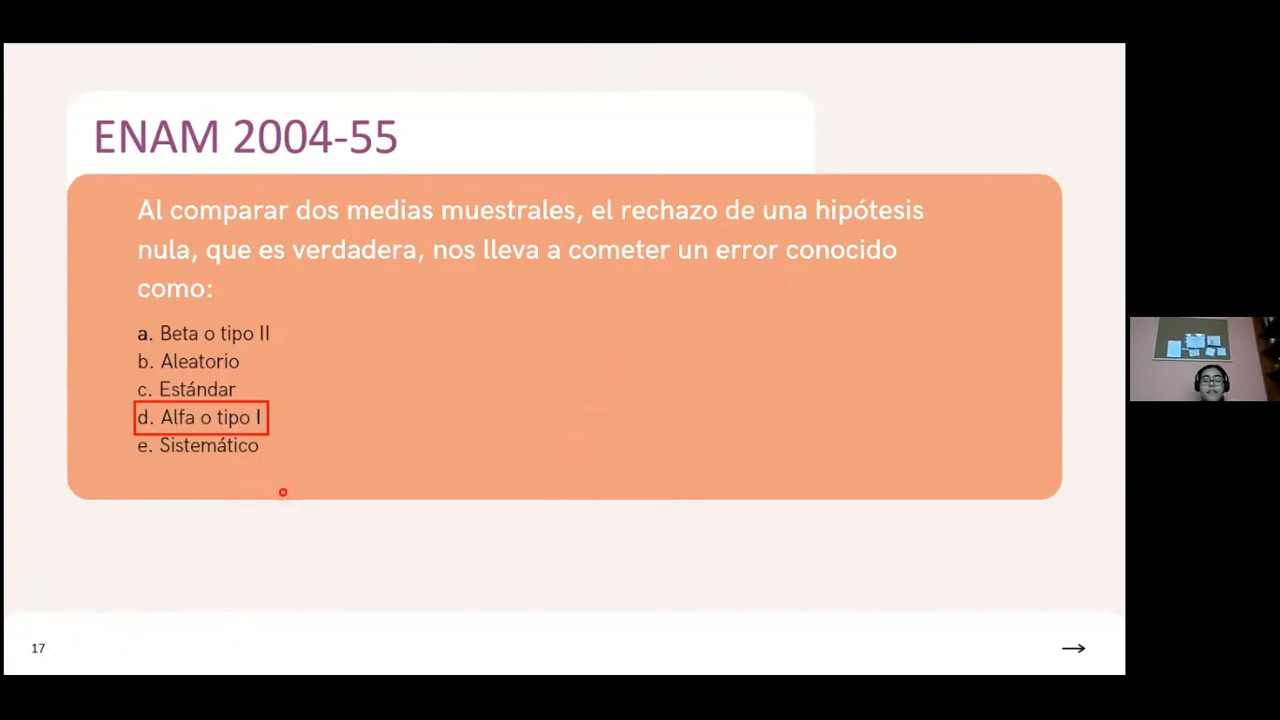 ENAM 2004-55
Al comparar dos medias muestrales, el rechazo de una hipótesis
nula, que es verdadera, nos lleva a cometer un error conocido
como:
a. Beta o tipo II
b. Aleatorio
c. Estándar
d. Alfa o tipo I
e. Sistemático
17